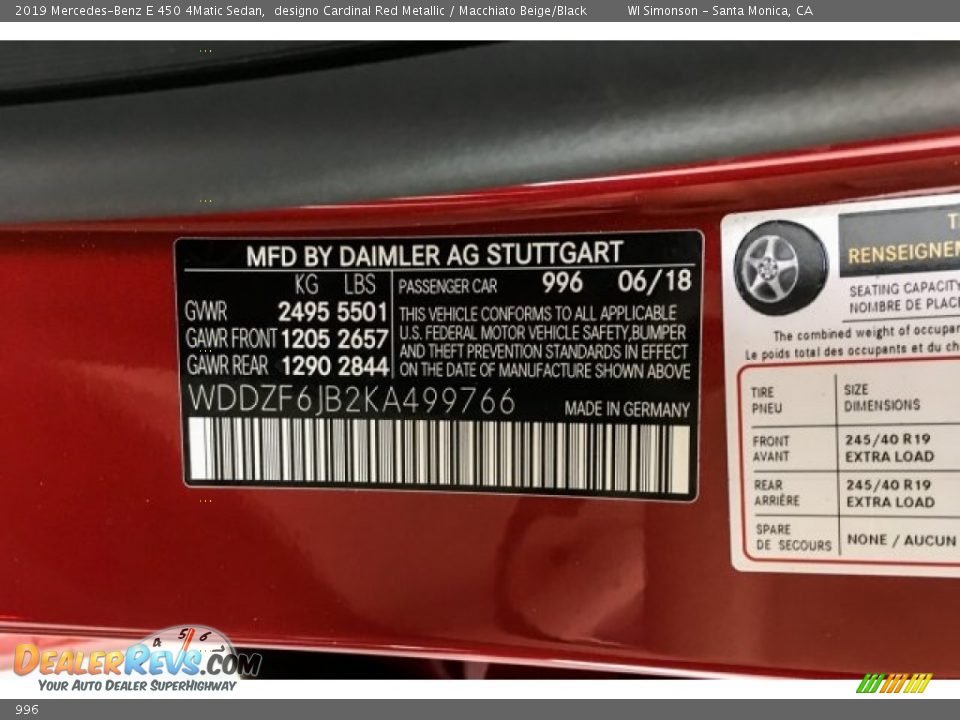 2019 Mercedes-Benz E 450 4Matic Sedan, designo Cardinal Red Metallic / Macchiato Beige/Black WI Simonson - Santa Monica, CA
MFD BY DAIMLER AG STUTTGART
KG LBS
GVWR 2495 5501
GAWR FRONT 1205 2657
GAWR REAR 1290 2844
PASSENGER CAR 996 06/18
THIS VEHICLE CONFORMS TO ALL APPLICABLE
U.S. FEDERAL MOTOR VEHICLE SAFETY,BUMPER
AND THEFT PREVENTION STANDARDS IN EFFECT
ON THE DATE OF MANUFACTURE SHOWN ABOVE
WDDZF6JB2KA499766
MADE IN GERMANY
RENSEIGNEM
SEATING CAPACITY
NOMBRE DE PLACE
The combined weight of occupan
Le poids total des occupants et du ch
TIRE SIZE
PNEU DIMENSIONS
FRONT 245/40 R19
AVANT EXTRA LOAD
REAR 245/40 R19
ARRIÈRE EXTRA LOAD
SPARE
DE SECOURS NONE / AUCUN
4 5 6
DEALERREVS.COM
YOUR AUTO DEALER SUPERHIGHWAY
996